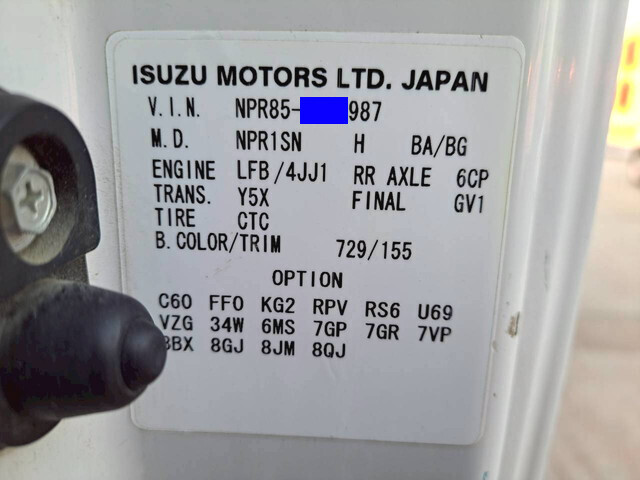 ISUZU MOTORS LTD. JAPAN
V.I.N. NPR85- 987
M.D. NPR1SN H BA/BG
ENGINE LFB/4JJ1 RR AXLE 6CP
TRANS. Y5X FINAL GV1
TIRE CTC
B.COLOR/TRIM 729/155
OPTION
C60 FF0 KG2 RPV RS6 U69
VZG 34W 6MS 7GP 7GR 7VP
8GJ 8JM 8QJ